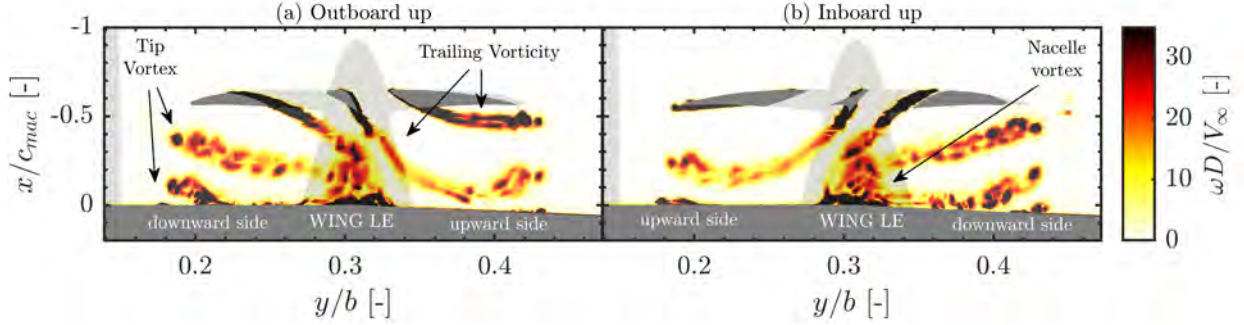 (a) Outboard up
(b) Inboard up
Tip
Vortex
Trailing Vorticity
Nacelle
vortex
-1
-0.5
0
x/c_{mac} [-]
downward side
WING LE
upward side
upward side
WING LE
downward side
0.2
0.3
0.4
0.2
0.3
0.4
y/b [-]
y/b [-]
30
20
10
0
ωD/V_∞ [-]